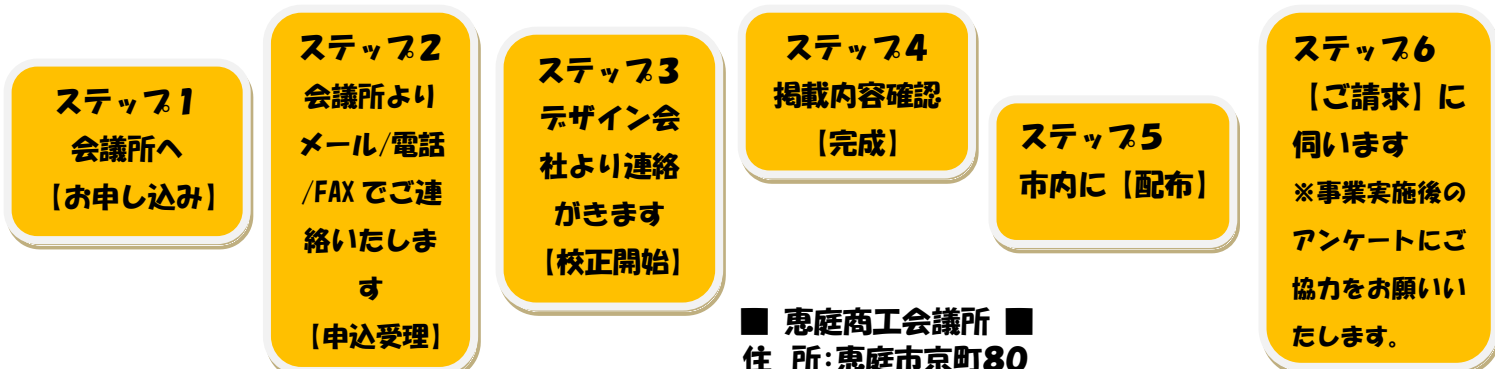 ステップ1
会議所へ
【お申し込み】
ステップ2
会議所より
メール/電話
/FAXでご連
絡いたしま
す
【申込受理】
ステップ3
デザイン会
社より連絡
がきます
【校正開始】
ステップ4
掲載内容確認
【完成】
ステップ5
市内に【配布】
ステップ6
【ご請求】に
伺います
※事業実施後の
アンケートにご
協力をお願いい
たします。
■ 恵庭商工会議所 ■
住 所:恵庭市京町80